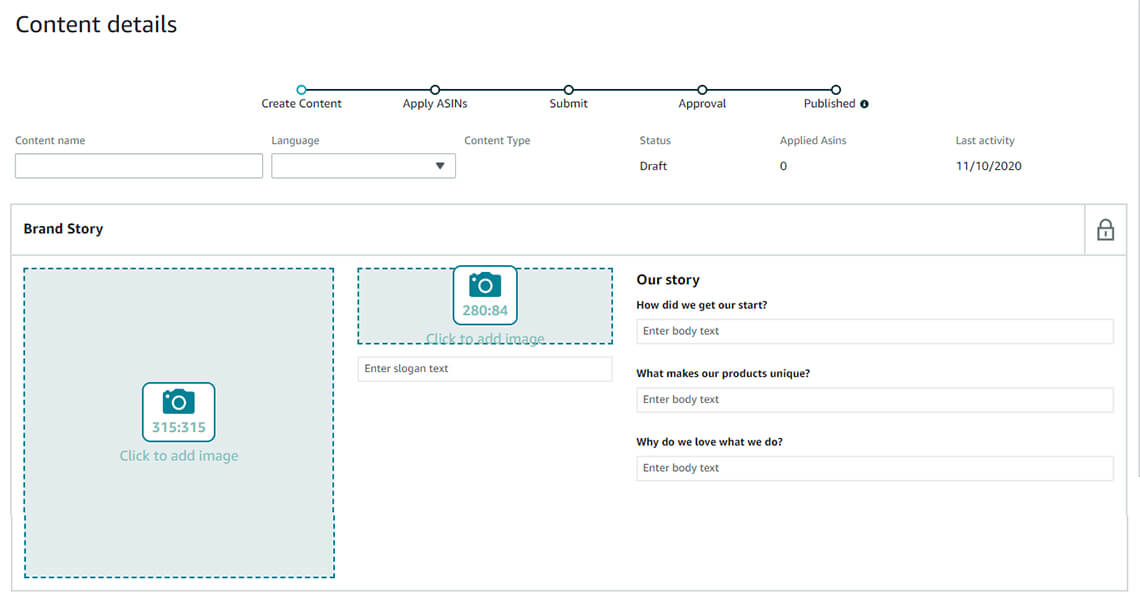 Content details
Create Content
Apply ASINs
Submit
Approval
Published
Content name
Language
Content Type
Status
Applied Asins
Last activity
Draft
0
11/10/2020
Brand Story
315:315
Click to add image
280:84
Click to add image
Enter slogan text
Our story
How did we get our start?
Enter body text
What makes our products unique?
Enter body text
Why do we love what we do?
Enter body text